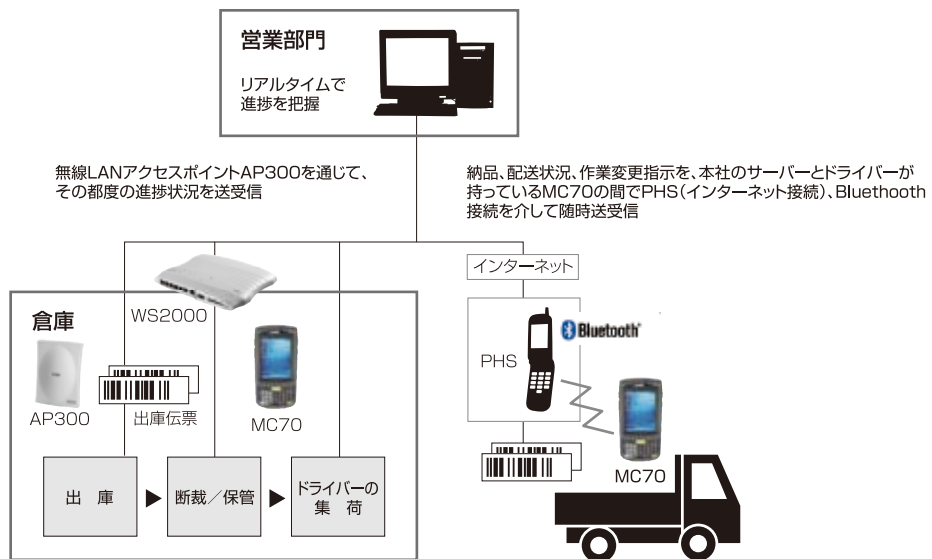 営業部門
リアルタイムで
進捗を把握
無線LANアクセスポイントAP300を通じて、
その都度の進捗状況を送受信
納品、配送状況、作業変更指示を、本社のサーバーとドライバーが
持っているMC70の間でPHS(インターネット接続)、Bluethooth
接続を介して随時送受信
インターネット
倉庫
WS2000
AP300
出庫伝票
MC70
PHS
Bluetooth
MC70
出 庫
断裁／保管
ドライバーの
集 荷